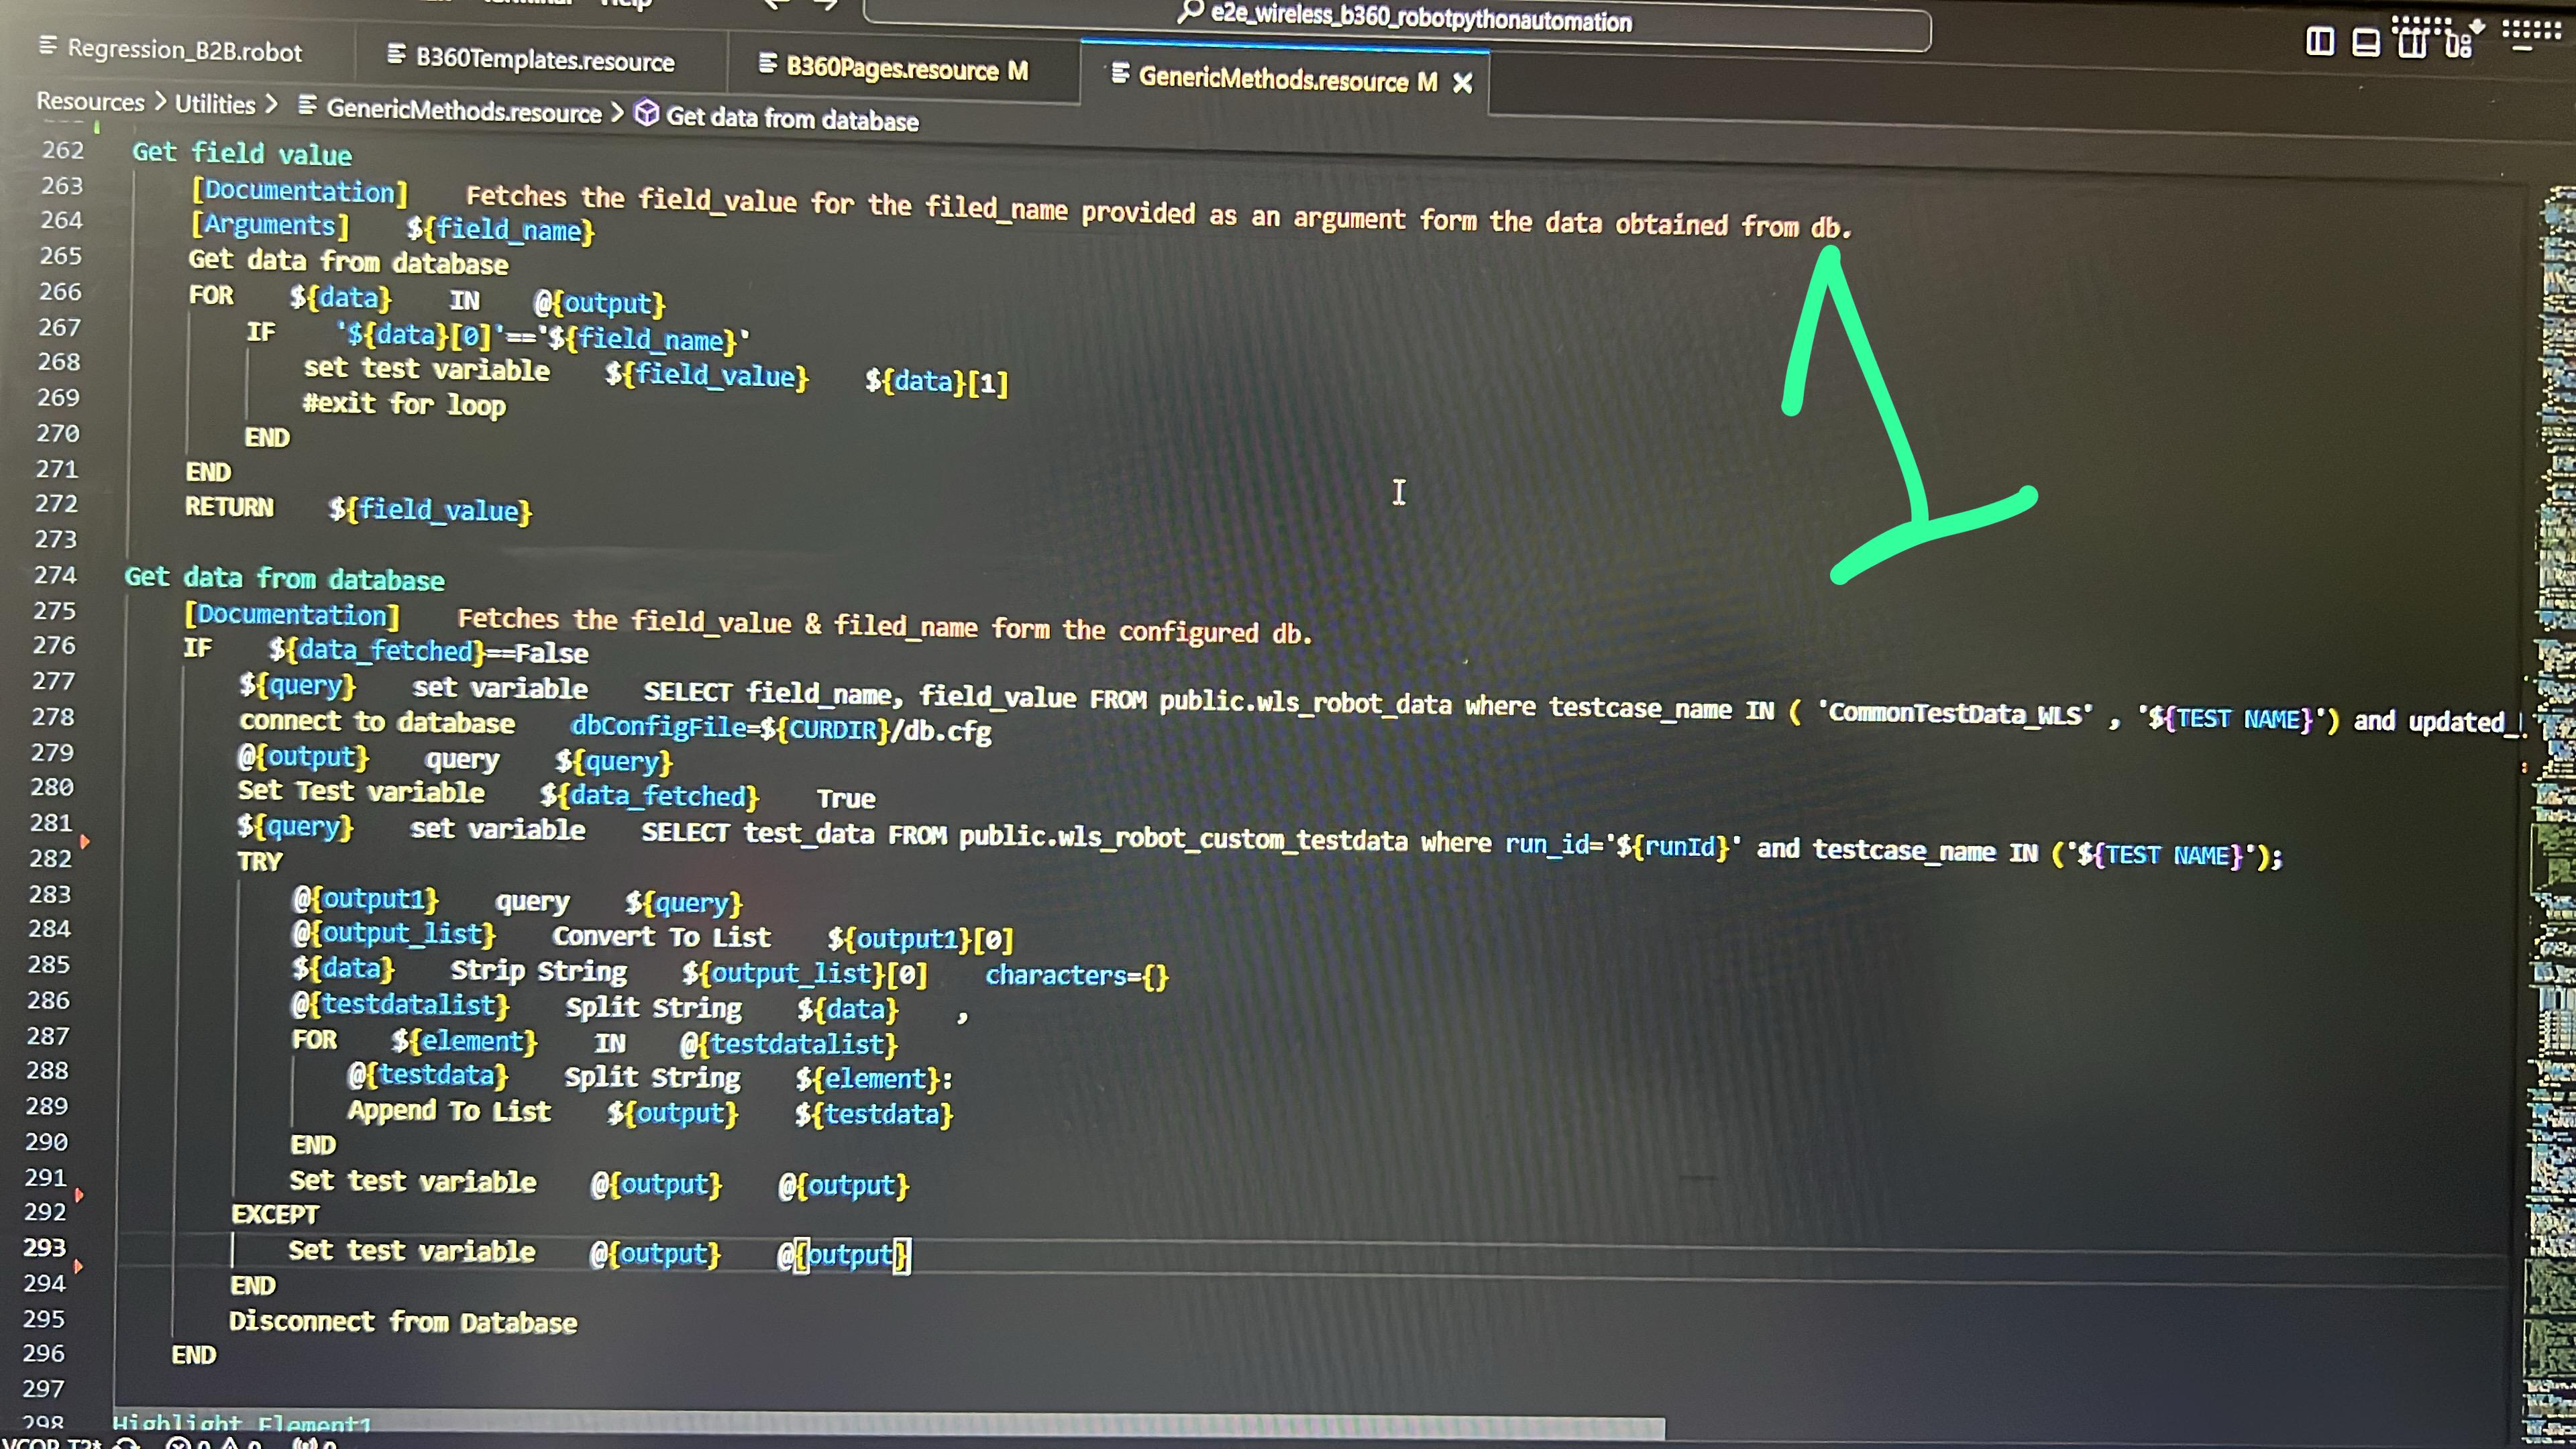 Help
e2e_wireless_b360_robotpythonautomation
Regression_B2B.robot
B360Templates.resource
B360Pages.resource M
GenericMethods.resource M
Resources > Utilities > GenericMethods.resource > Get data from database
262 Get field value
263 [Documentation] Fetches the field_value for the filed_name provided as an argument form the data obtained from db.
264 [Arguments] ${field_name}
265 Get data from database
266 FOR ${data} IN @{output}
267 IF '${data}[0]'=='${field_name}'
268 set test variable ${field_value} ${data}[1]
269 #exit for loop
270 END
271 END
272 RETURN ${field_value}
273
274 Get data from database
275 [Documentation] Fetches the field_value & filed_name form the configured db.
276 IF ${data_fetched}==False
277 ${query} set variable SELECT field_name, field_value FROM public.wls_robot_data where testcase_name IN ( 'CommonTestData_WLS' , '${TEST NAME}') and updated_
278 connect to database dbConfigFile=${CURDIR}/db.cfg
279 @{output} query ${query}
280 Set Test variable ${data_fetched} True
281 ${query} set variable SELECT test_data FROM public.wls_robot_custom_testdata where run_id='${runId}' and testcase_name IN ('${TEST NAME}');
282 TRY
283 @{output1} query ${query}
284 @{output_list} Convert To List ${output1}[0]
285 ${data} Strip String ${output_list}[0] characters={}
286 @{testdatalist} Split String ${data} ,
287 FOR ${element} IN @{testdatalist}
288 @{testdata} Split String ${element}:
289 Append To List ${output} ${testdata}
290 END
291 Set test variable @{output} @{output}
292 EXCEPT
293 Set test variable @{output} @{output}
294 END
295 Disconnect from Database
296 END
297
298 Highlight Element1
1